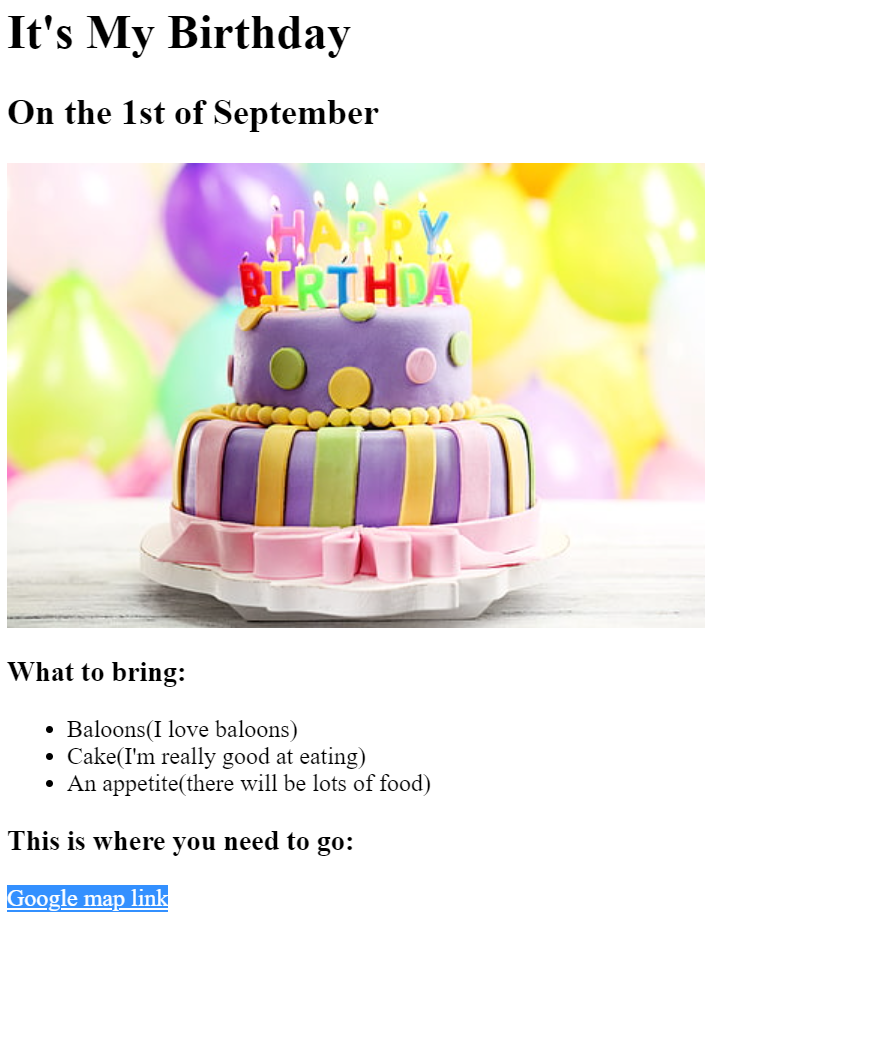 It's My Birthday
On the 1st of September
HAPPY
BIRTHDAY
What to bring:
Baloons(I love baloons)
Cake(I'm really good at eating)
An appetite(there will be lots of food)
This is where you need to go:
Google map link